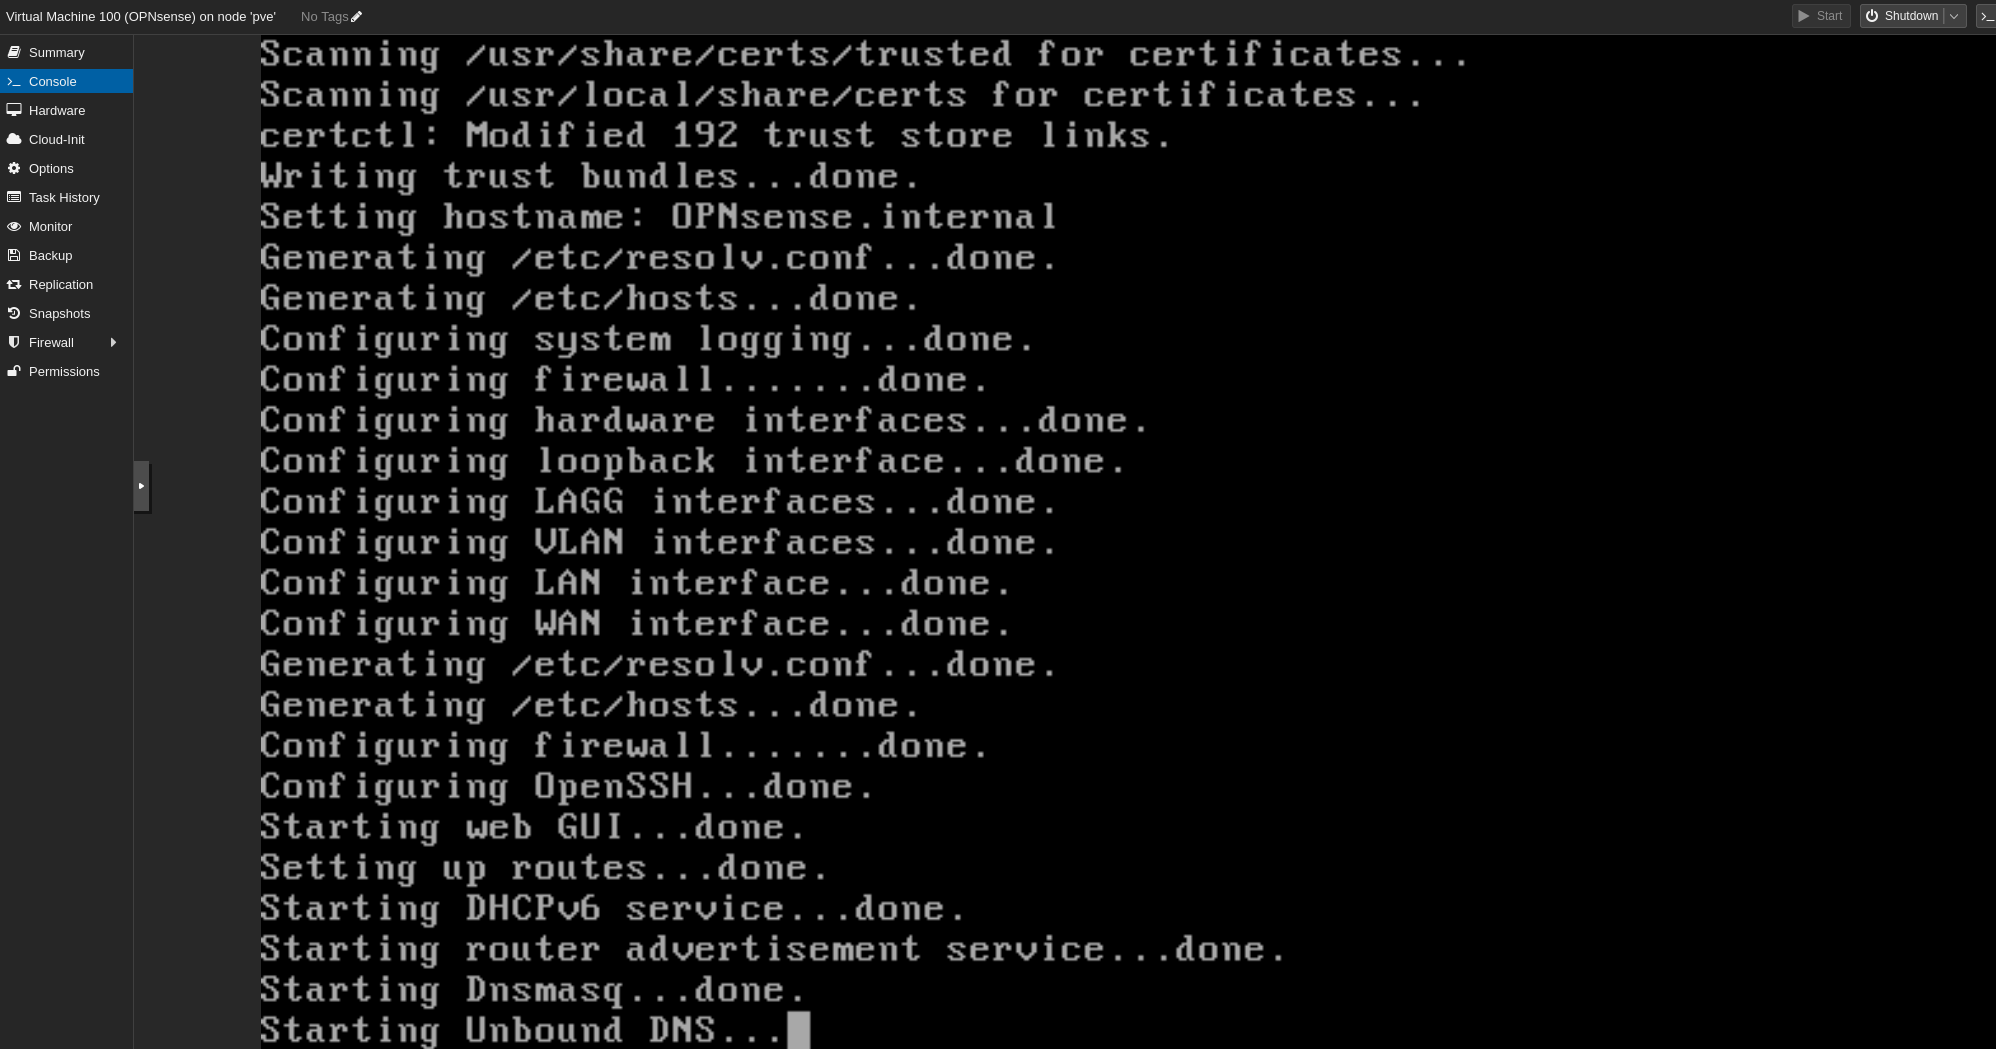 Virtual Machine 100 (OPNsense) on node 'pve' No Tags Start Shutdown
Summary
Console
Hardware
Cloud-Init
Options
Task History
Monitor
Backup
Replication
Snapshots
Firewall
Permissions
Scanning /usr/share/certs/trusted for certificates...
Scanning /usr/local/share/certs for certificates...
certctl: Modified 192 trust store links.
Writing trust bundles...done.
Setting hostname: OPNsense.internal
Generating /etc/resolv.conf...done.
Generating /etc/hosts...done.
Configuring system logging...done.
Configuring firewall.......done.
Configuring hardware interfaces...done.
Configuring loopback interface...done.
Configuring LAGG interfaces...done.
Configuring VLAN interfaces...done.
Configuring LAN interface...done.
Configuring WAN interface...done.
Generating /etc/resolv.conf...done.
Generating /etc/hosts...done.
Configuring firewall.......done.
Configuring OpenSSH...done.
Starting web GUI...done.
Setting up routes...done.
Starting DHCPv6 service...done.
Starting router advertisement service...done.
Starting Dnsmasq...done.
Starting Unbound DNS...